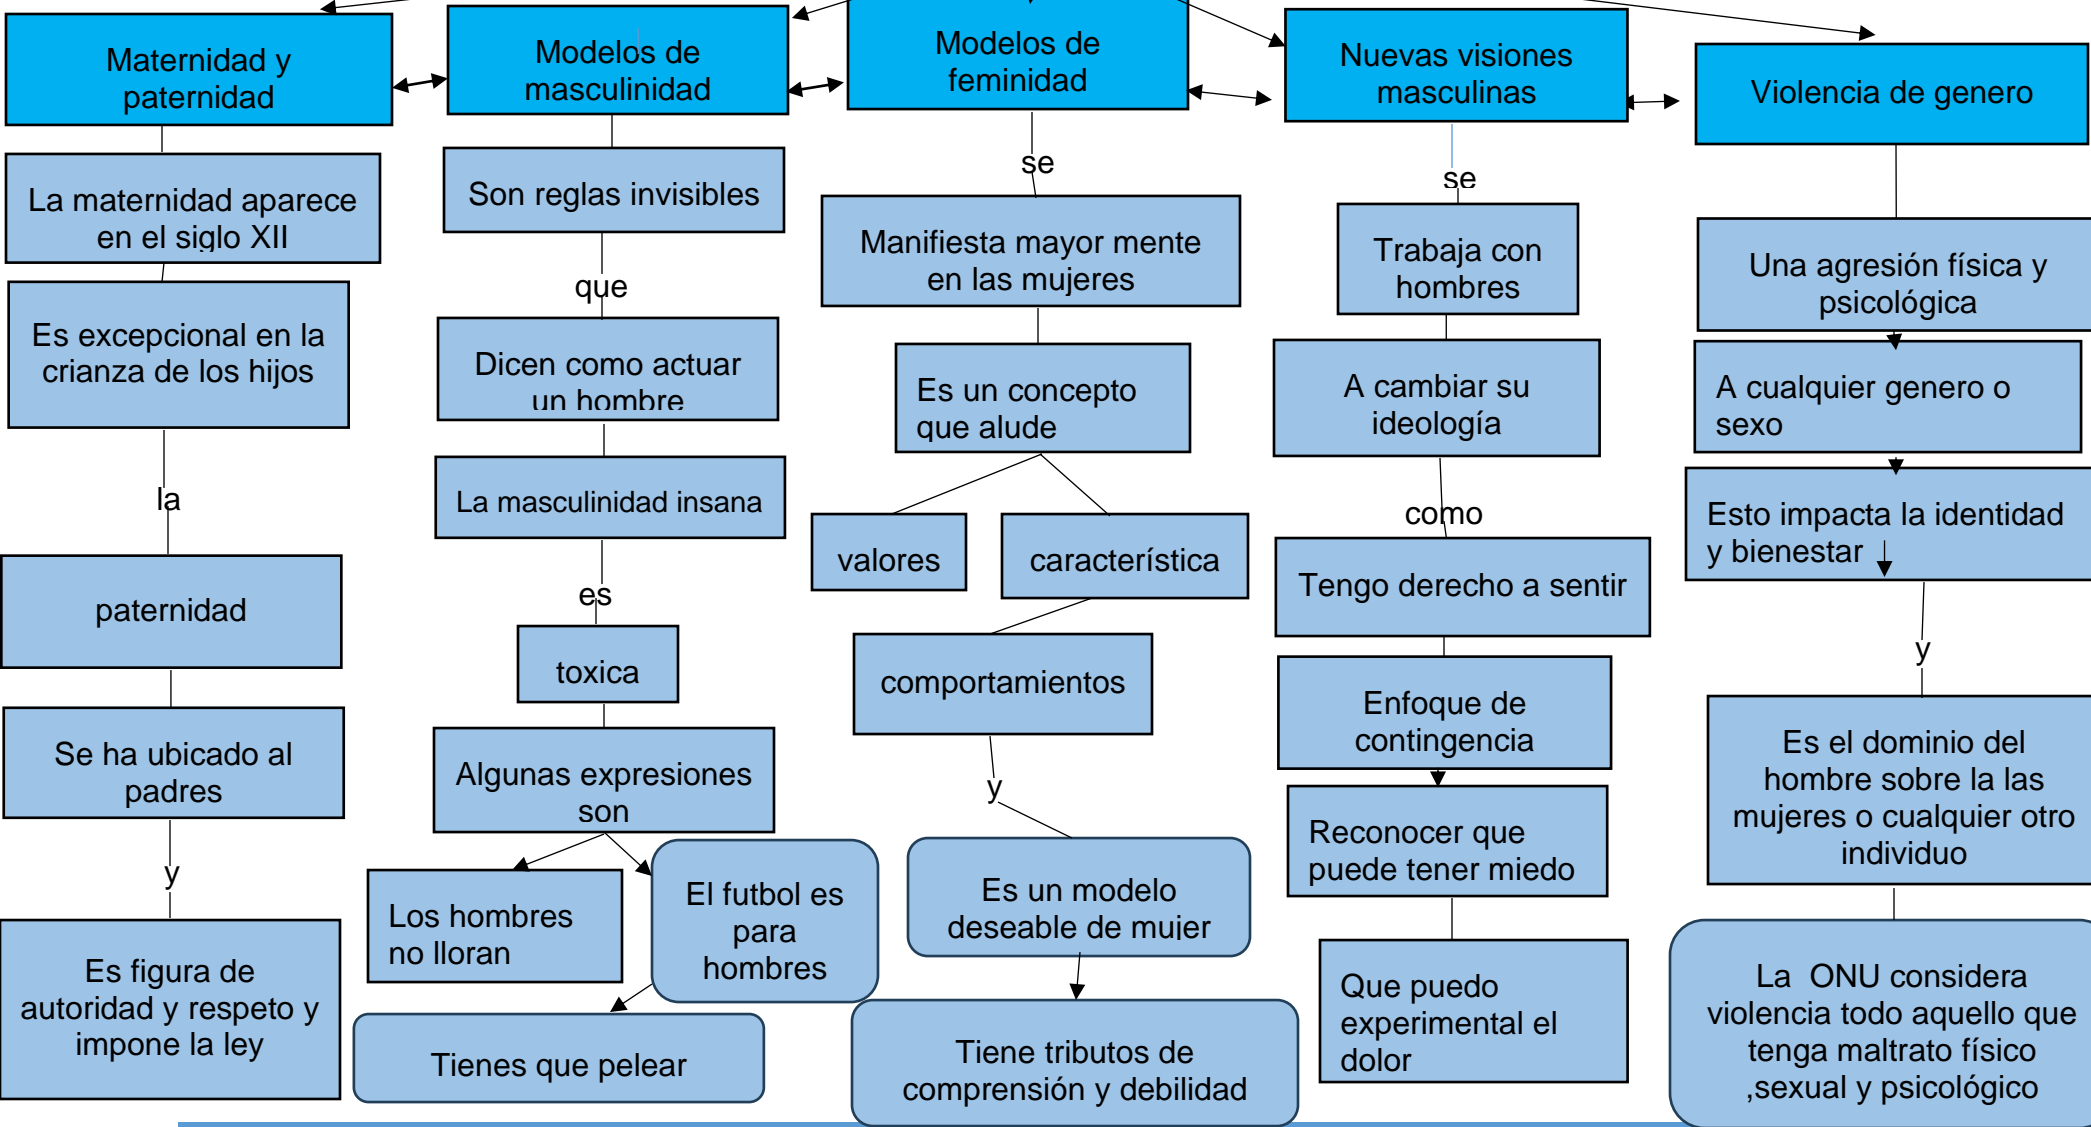 Maternidad y
paternidad
La maternidad aparece
en el siglo XII
Es excepcional en la
crianza de los hijos
la
paternidad
Se ha ubicado al
padres
y
Es figura de
autoridad y respeto y
impone la ley
Modelos de
masculinidad
Son reglas invisibles
que
Dicen como actuar
un hombre
La masculinidad insana
es
toxica
Algunas expresiones
son
Los hombres
no lloran
El futbol es
para
hombres
Tienes que pelear
Modelos de
feminidad
se
Manifiesta mayor mente
en las mujeres
Es un concepto
que alude
valores
característica
comportamientos
y
Es un modelo
deseable de mujer
Tiene tributos de
comprensión y debilidad
Nuevas visiones
masculinas
se
Trabaja con
hombres
A cambiar su
ideología
como
Tengo derecho a sentir
Enfoque de
contingencia
Reconocer que
puede tener miedo
Que puedo
experimental el
dolor
Violencia de genero
Una agresión física y
psicológica
A cualquier genero o
sexo
Esto impacta la identidad
y bienestar
y
Es el dominio del
hombre sobre la las
mujeres o cualquier otro
individuo
La  ONU considera
violencia todo aquello que
tenga maltrato físico
,sexual y psicológico